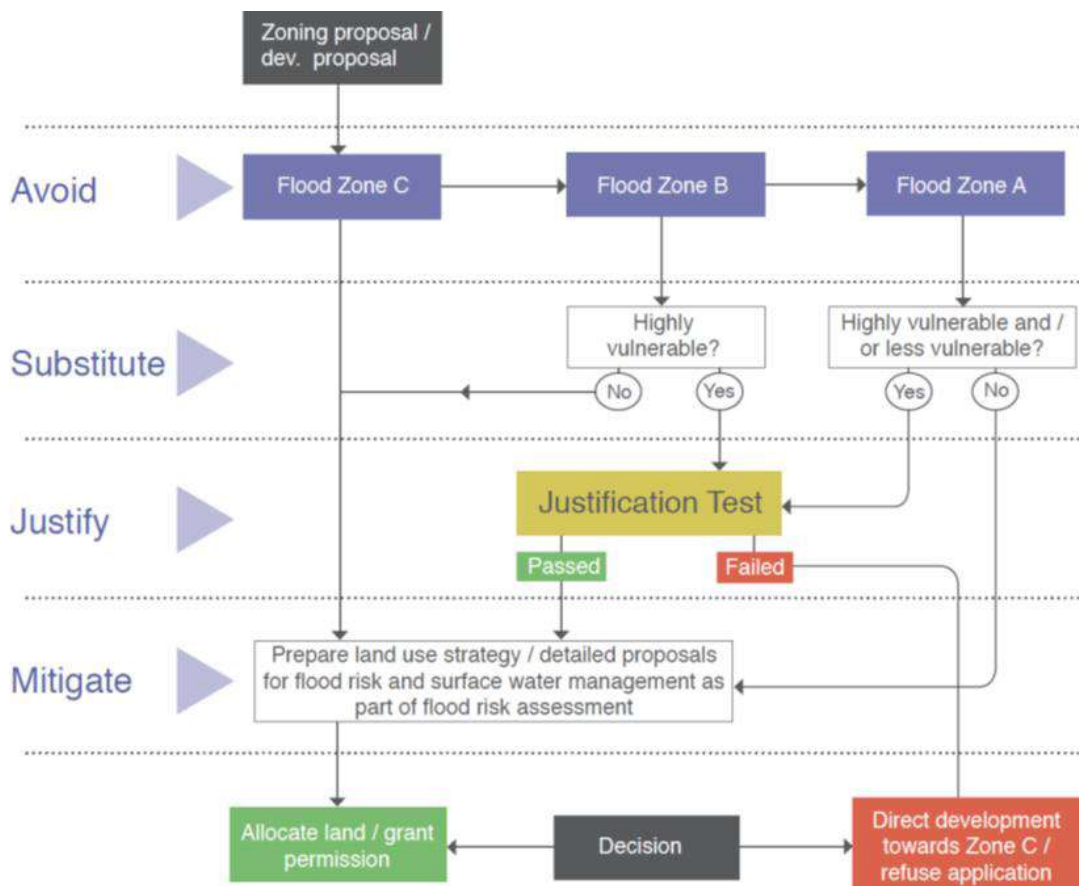 Zoning proposal /
dev. proposal
Avoid
Flood Zone C
Flood Zone B
Flood Zone A
Substitute
Highly
vulnerable?
Highly vulnerable and /
or less vulnerable?
No
Yes
Yes
No
Justify
Justification Test
Passed
Failed
Mitigate
Prepare land use strategy / detailed proposals
for flood risk and surface water management as
part of flood risk assessment
Allocate land / grant
permission
Decision
Direct development
towards Zone C /
refuse application